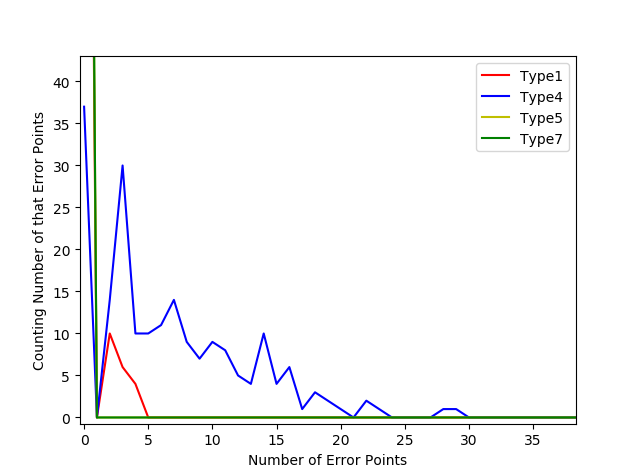 Type1
Type4
Type5
Type7
40
35
30
25
20
15
10
5
0
Counting Number of that Error Points
0 5 10 15 20 25 30 35
Number of Error Points